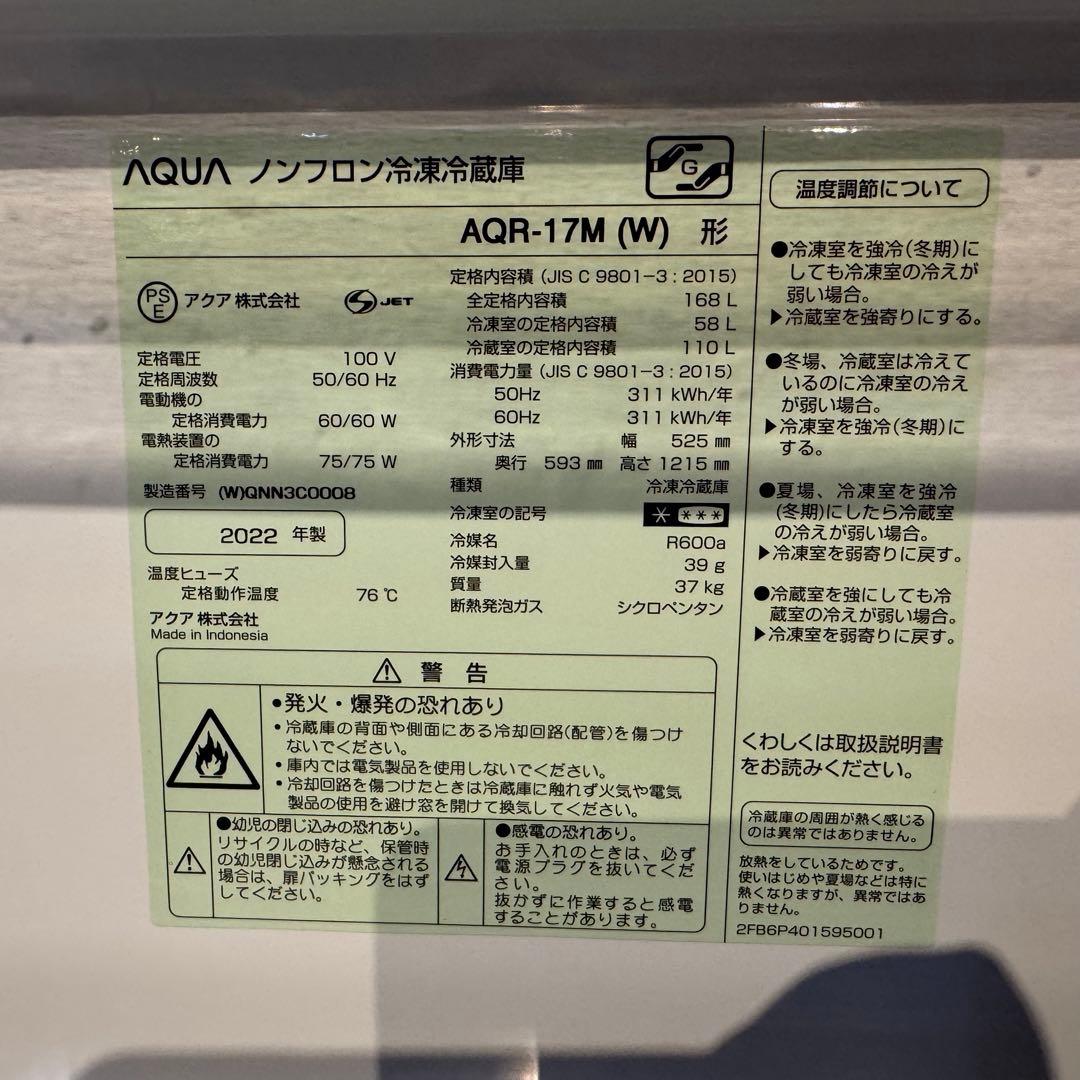 AQUA ノンフロン冷凍冷蔵庫
G
AQR-17M (W) 形
PS
E
アクア 株式会社
S JET
定格電圧 100 V
定格周波数 50/60 Hz
電動機の
定格消費電力 60/60 W
電熱装置の
定格消費電力 75/75 W
製造番号 (W)QNN3C0008
2022 年製
温度ヒューズ
定格動作温度 76 ℃
アクア 株式会社
Made in Indonesia
定格内容積 (JIS C 9801-3 : 2015)
全定格内容積 168 L
冷凍室の定格内容積 58 L
冷蔵室の定格内容積 110 L
消費電力量 (JIS C 9801-3 : 2015)
50Hz 311 kWh/年
60Hz 311 kWh/年
外形寸法 幅 525 ㎜
奥行 593 ㎜ 高さ 1215 ㎜
種類 冷凍冷蔵庫
冷凍室の記号 * ***
冷媒名 R600a
冷媒封入量 39 g
質量 37 kg
断熱発泡ガス シクロペンタン
⚠ 警 告
●発火・爆発の恐れあり
・冷蔵庫の背面や側面にある冷却回路(配管)を傷つけ
ないでください。
・庫内では電気製品を使用しないでください。
・冷却回路を傷つけたときは冷蔵庫に触れず火気や電気
製品の使用を避け窓を開けて換気してください。
●幼児の閉じ込みの恐れあり。
リサイクルの時など、保管時
の幼児閉じ込みが懸念される
場合は、扉パッキングをはず
してください。
●感電の恐れあり。
お手入れのときは、必ず
電源プラグを抜いてくだ
さい。
抜かずに作業すると感電
することがあります。
温度調節について
●冷凍室を強冷(冬期)に
しても冷凍室の冷えが
弱い場合。
▶冷蔵室を強寄りにする。
●冬場、冷蔵室は冷えて
いるのに冷凍室の冷え
が弱い場合。
▶冷凍室を強冷(冬期)に
する。
●夏場、冷凍室を強冷
(冬期)にしたら冷蔵室
の冷えが弱い場合。
▶冷凍室を弱寄りに戻す。
●冷蔵室を強にしても冷
蔵室の冷えが弱い場合。
▶冷凍室を弱寄りに戻す。
くわしくは取扱説明書
をお読みください。
冷蔵庫の周囲が熱く感じる
のは異常ではありません。
放熱をしているためです。
使いはじめや夏場などは特に
熱くなりますが、異常ではあ
りません。
2FB6P401595001